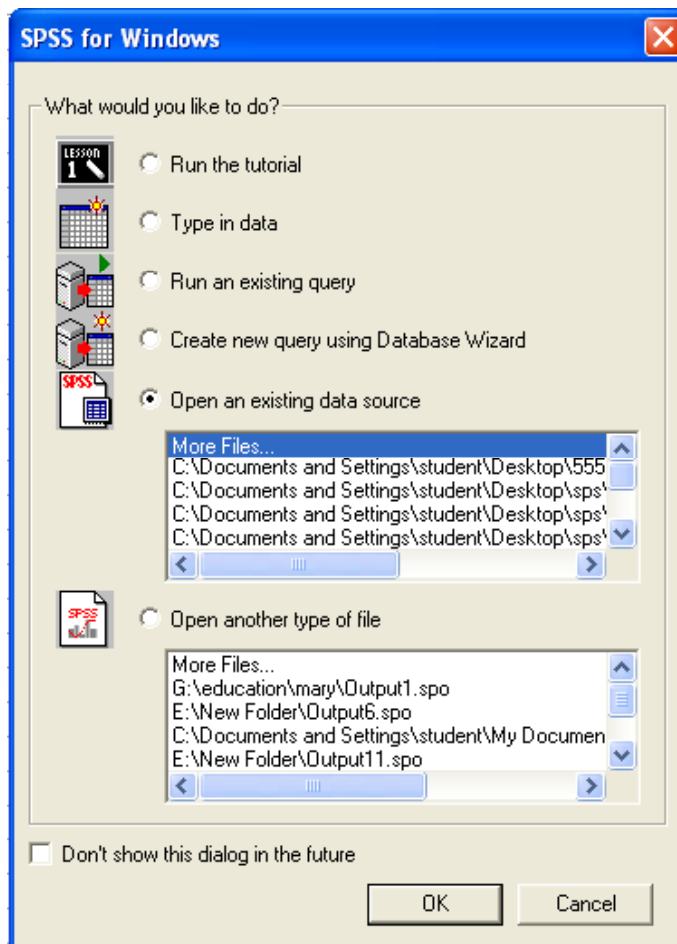 SPSS for Windows
What would you like to do?
LESSON
1
Run the tutorial
Type in data
Run an existing query
Create new query using Database Wizard
SPSS
Open an existing data source
More Files...
C:\Documents and Settings\student\Desktop\555
C:\Documents and Settings\student\Desktop\sps\
C:\Documents and Settings\student\Desktop\sps\
C:\Documents and Settings\student\Desktop\sps\
SPSS
Open another type of file
More Files...
G:\education\mary\Output1.spo
E:\New Folder\Output6.spo
C:\Documents and Settings\student\My Documen
E:\New Folder\Output11.spo
Don't show this dialog in the future
OK
Cancel